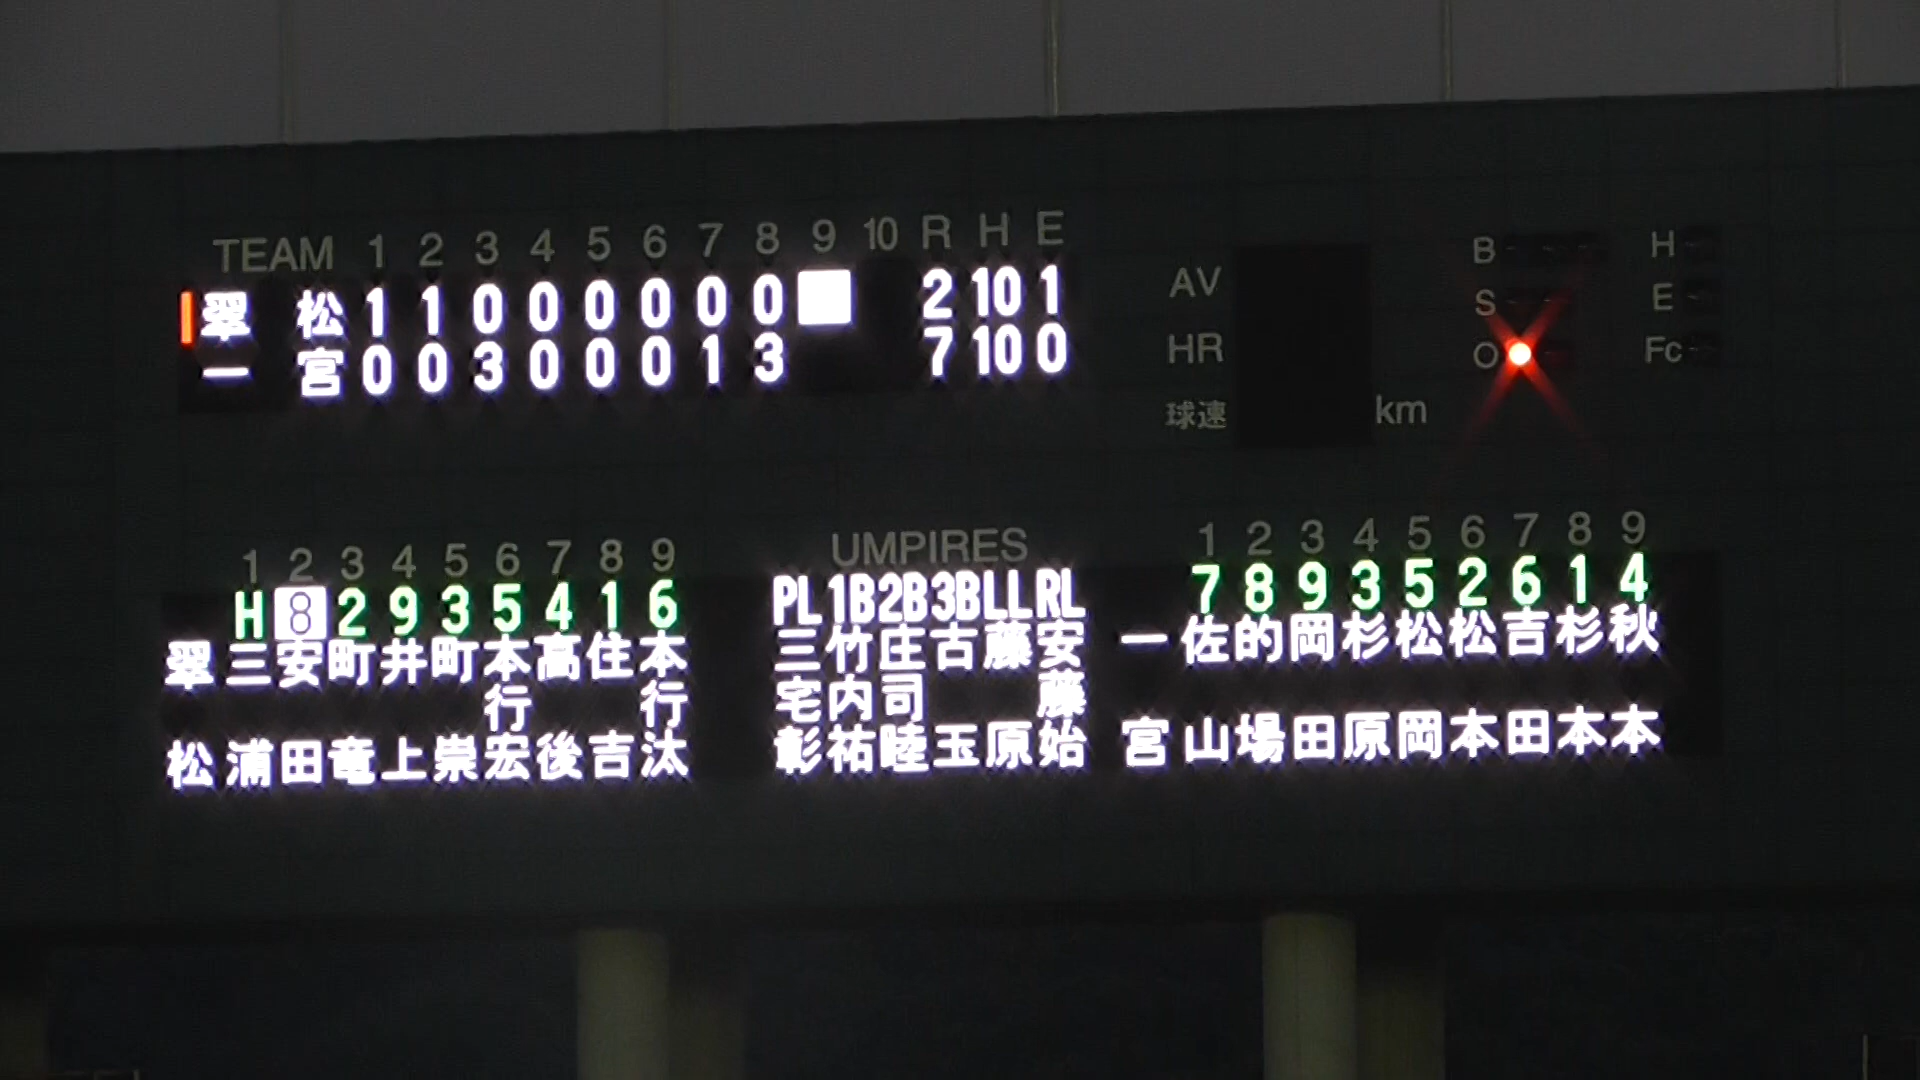 TEAM 1 2 3 4 5 6 7 8 9 10 R H E
翠松 1 1 0 0 0 0 0 0 2 10 1
一宮 0 0 3 0 0 0 1 3 7 10 0
AV
HR
球速 km
B
S
O
H
E
Fc
1 2 3 4 5 6 7 8 9
H 8 2 9 3 5 4 1 6
翠 三 安 町 井 町 本 高 住 本
行 行
松 浦 田 竜 上 崇 宏 後 吉 汰
UMPIRES
PL 1B 2B 3B LL RL
三 竹 庄 古 藤 安
宅 内 司 藤
彰 祐 睦 玉 原 始
1 2 3 4 5 6 7 8 9
7 8 9 3 5 2 6 1 4
一 佐 的 岡 杉 松 松 吉 杉 秋
宮 山 場 田 原 岡 本 田 本 本